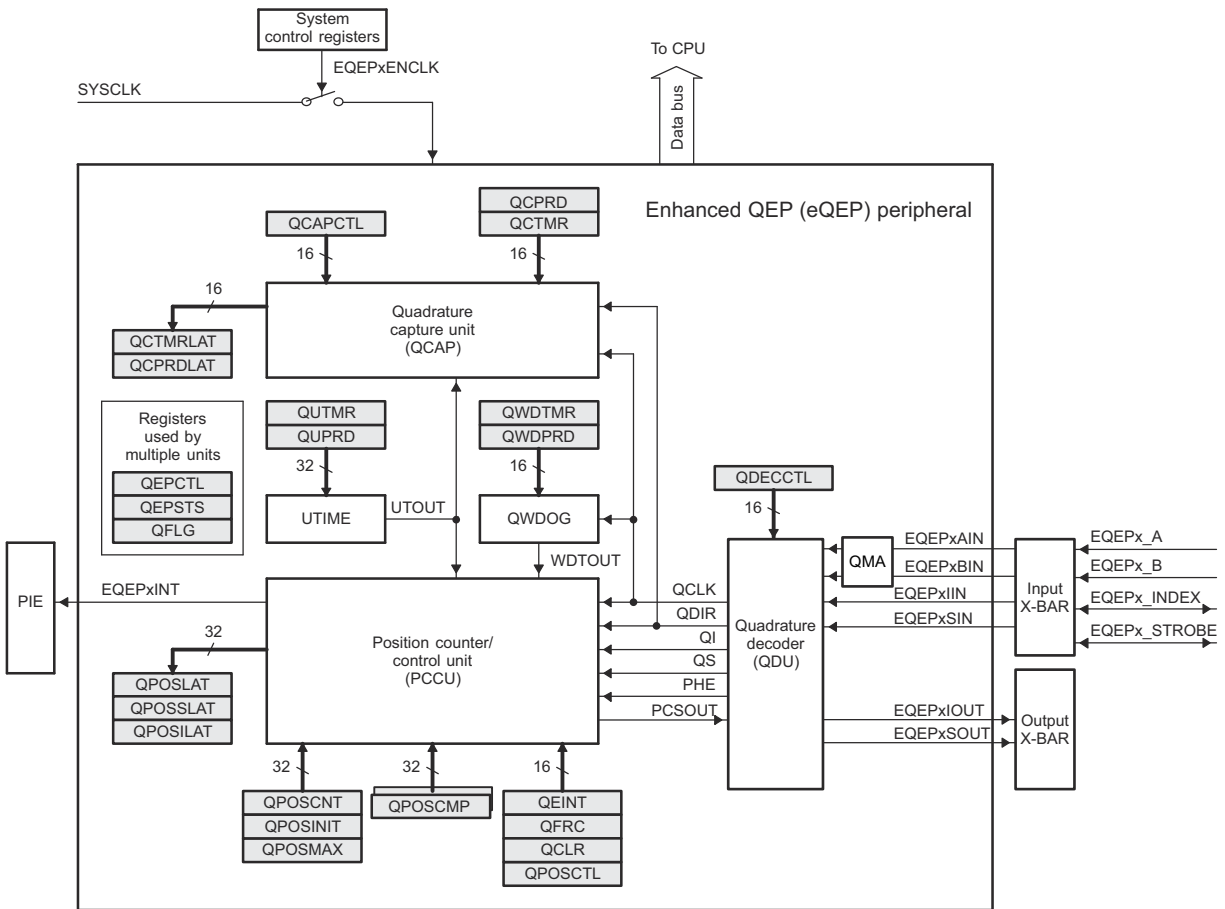 System
control registers
To CPU
EQEPxENCLK
SYSCLK
Data bus
Enhanced QEP (eQEP) peripheral
QCPRD
QCAPCTL
QCTMR
16
16
16
Quadrature
capture unit
(QCAP)
QCTMRLAT
QCPRDLAT
Registers
used by
multiple units
QEPCTL
QEPSTS
QFLG
QUTMR
QUPRD
32
QWDTMR
QWDPRD
16
UTIME
UTOUT
QWDOG
WDTOUT
QDECCTL
16
QMA
EQEPxAIN
EQEPxBIN
EQEPxIIN
EQEPxSIN
Input
X-BAR
EQEPx_A
EQEPx_B
EQEPx_INDEX
EQEPx_STROBE
PIE
EQEPxINT
Position counter/
control unit
(PCCU)
QCLK
QDIR
QI
QS
PHE
PCSOUT
Quadrature
decoder
(QDU)
EQEPxIOUT
EQEPxSOUT
Output
X-BAR
32
QPOSLAT
QPOSSLAT
QPOSILAT
32
32
16
QPOSCNT
QPOSINIT
QPOSMAX
QPOSCMP
QEINT
QFRC
QCLR
QPOSCTL